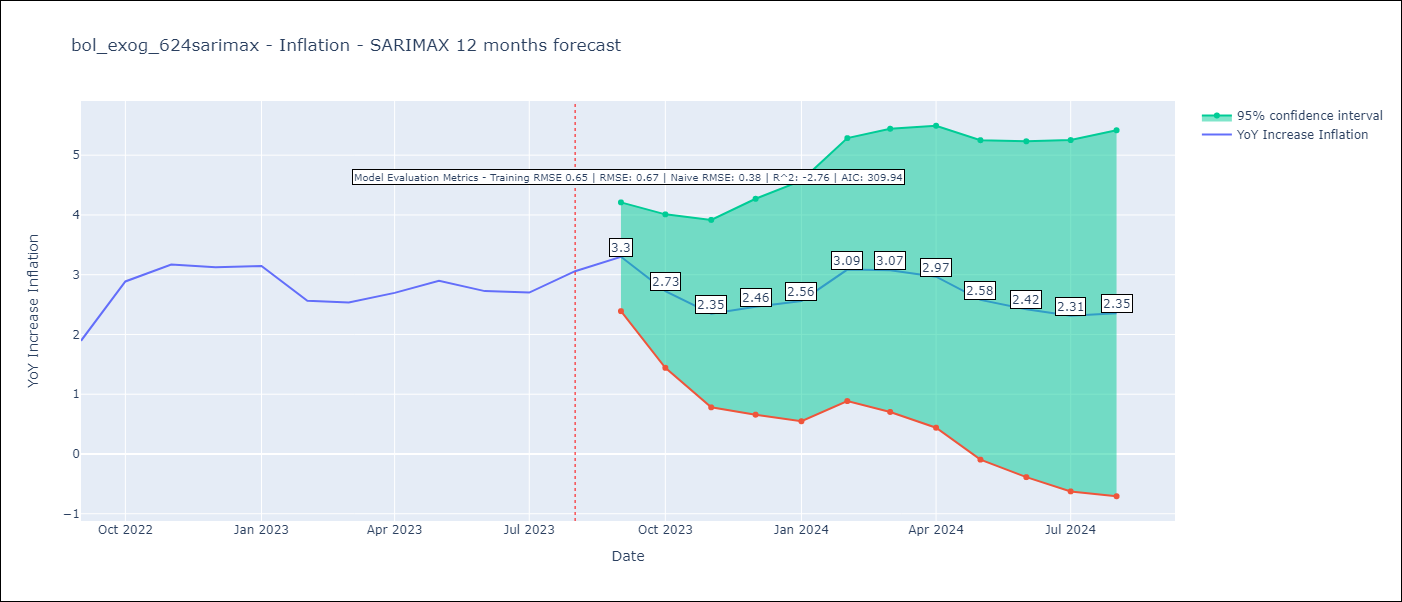 bol_exog_624sarimax - Inflation - SARIMAX 12 months forecast
95% confidence interval
YoY Increase Inflation
Model Evaluation Metrics - Training RMSE 0.65 | RMSE: 0.67 | Naive RMSE: 0.38 | R^2: -2.76 | AIC: 309.94
YoY Increase Inflation
5
4
3
2
1
0
−1
3.3
2.73
2.35
2.46
2.56
3.09
3.07
2.97
2.58
2.42
2.31
2.35
Oct 2022
Jan 2023
Apr 2023
Jul 2023
Oct 2023
Jan 2024
Apr 2024
Jul 2024
Date